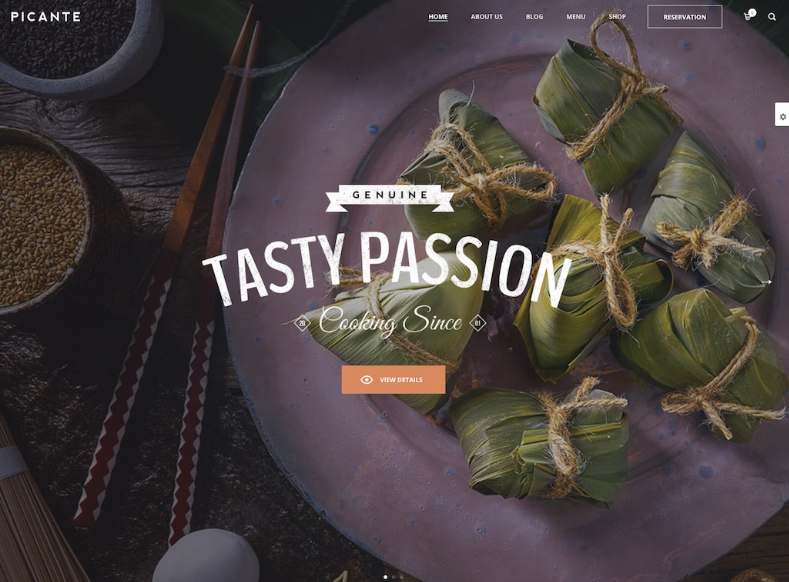 PICANTE
HOME ABOUT US BLOG MENU SHOP RESERVATION
GENUINE
TASTY PASSION
20 Cooking Since 01
VIEW DETAILS